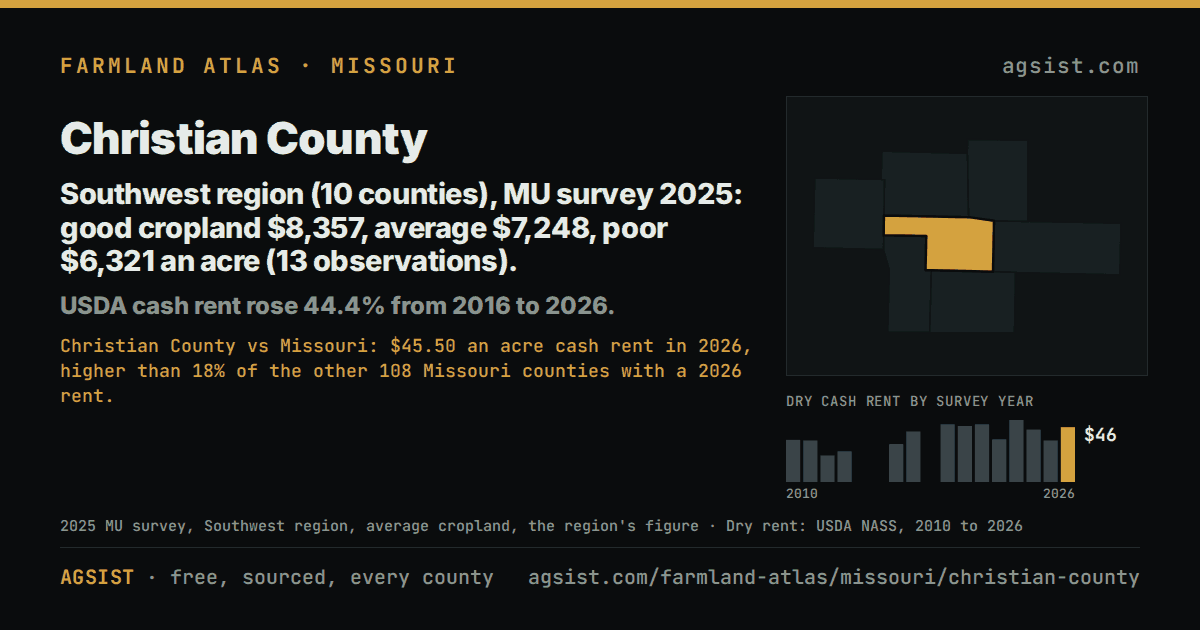 FARMLAND ATLAS · MISSOURI
agsist.com
Christian County
Southwest region (10 counties), MU survey 2025:
good cropland $8,357, average $7,248, poor
$6,321 an acre (13 observations).
USDA cash rent rose 44.4% from 2016 to 2026.
Christian County vs Missouri: $45.50 an acre cash rent in 2026,
higher than 18% of the other 108 Missouri counties with a 2026
rent.
DRY CASH RENT BY SURVEY YEAR
$46
2010
2026
2025 MU survey, Southwest region, average cropland, the region's figure · Dry rent: USDA NASS, 2010 to 2026
AGSIST · free, sourced, every county
agsist.com/farmland-atlas/missouri/christian-county